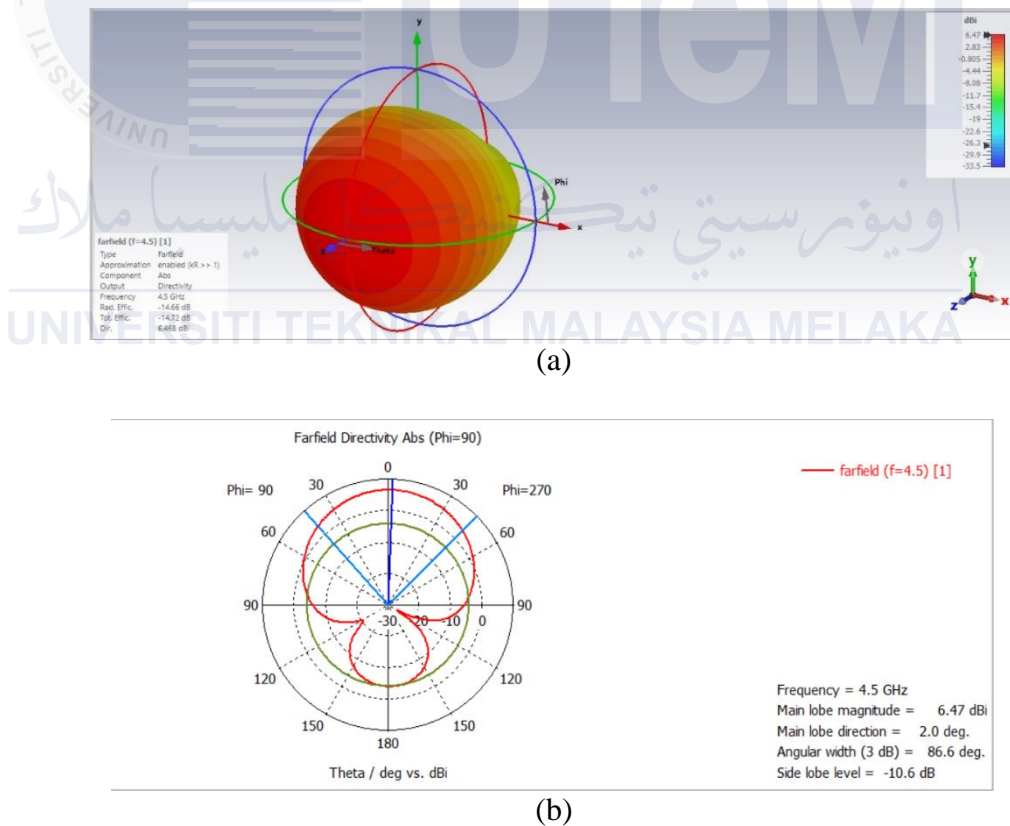 UTeM
UNIVERSITI
y
dBi
6.47
2.83
-0.805
-4.44
-8.08
-11.7
-15.4
-19
-22.6
-26.3
-29.9
-33.5
Phi
x
z
Theta
اونيۏرسيتي تيكنيكل مليسيا ملاك
farfield (f=4.5) [1]
Type Farfield
Approximation enabled (kR >> 1)
Component Abs
Output Directivity
Frequency 4.5 GHz
Rad. Effic. -14.66 dB
Tot. Effic. -14.72 dB
Dir. 6.468 dBi
y
z x
UNIVERSITI TEKNIKAL MALAYSIA MELAKA
(a)
Farfield Directivity Abs (Phi=90)
farfield (f=4.5) [1]
0
Phi= 90 30 30 Phi=270
60 60
90 90
-30 -20 -10 0
120 120
150 150
180
Theta / deg vs. dBi
Frequency = 4.5 GHz
Main lobe magnitude = 6.47 dBi
Main lobe direction = 2.0 deg.
Angular width (3 dB) = 86.6 deg.
Side lobe level = -10.6 dB
(b)